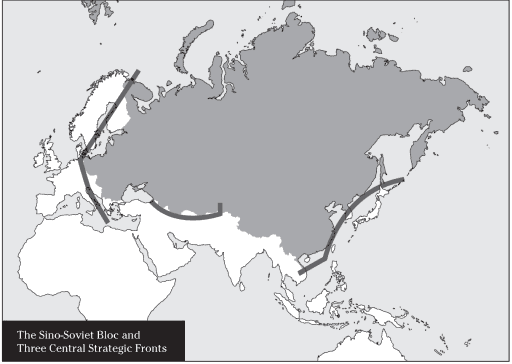 The Sino-Soviet Bloc and
Three Central Strategic Fronts